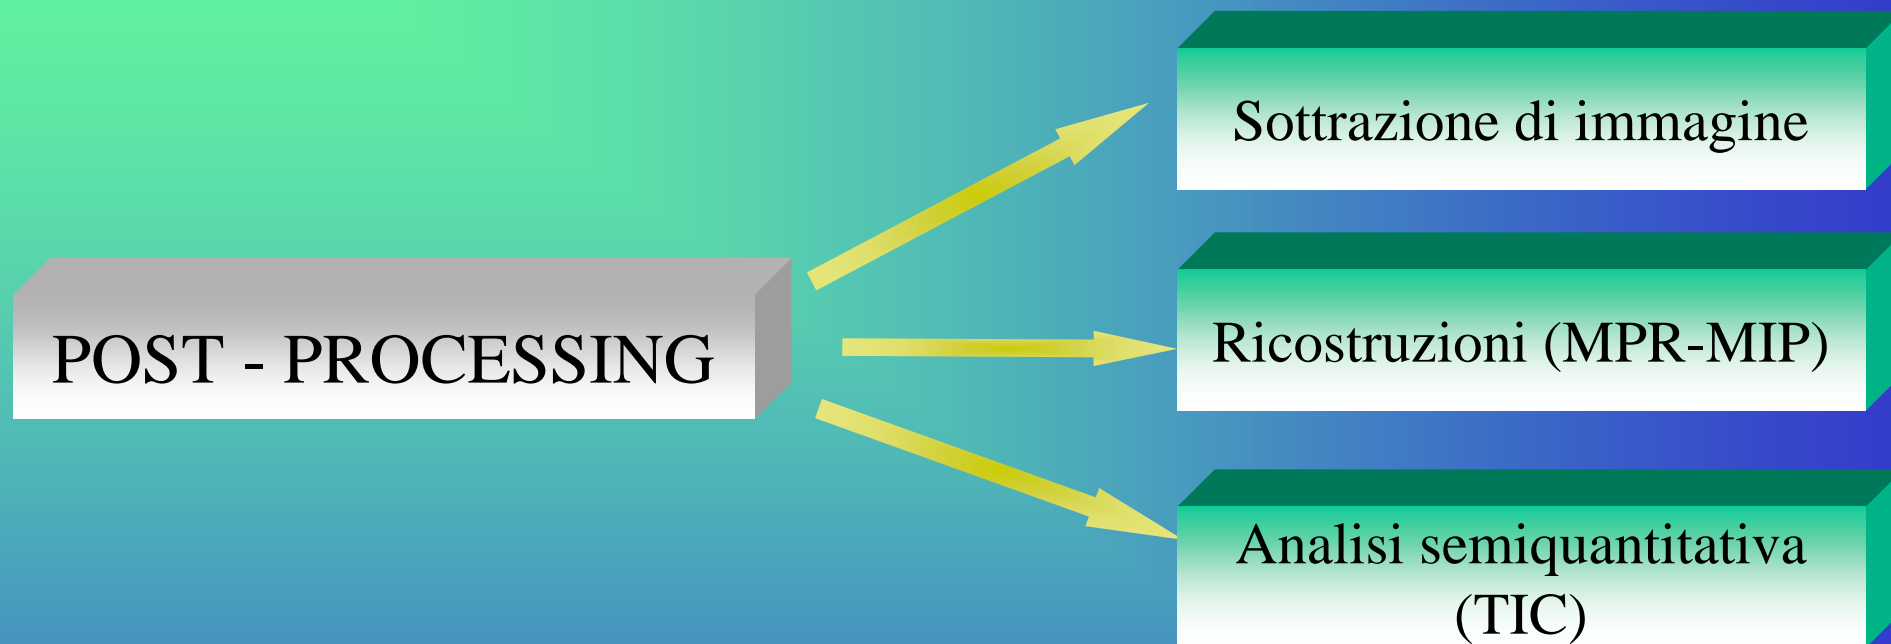 POST - PROCESSING
Sottrazione di immagine
Ricostruzioni (MPR-MIP)
Analisi semiquantitativa
(TIC)